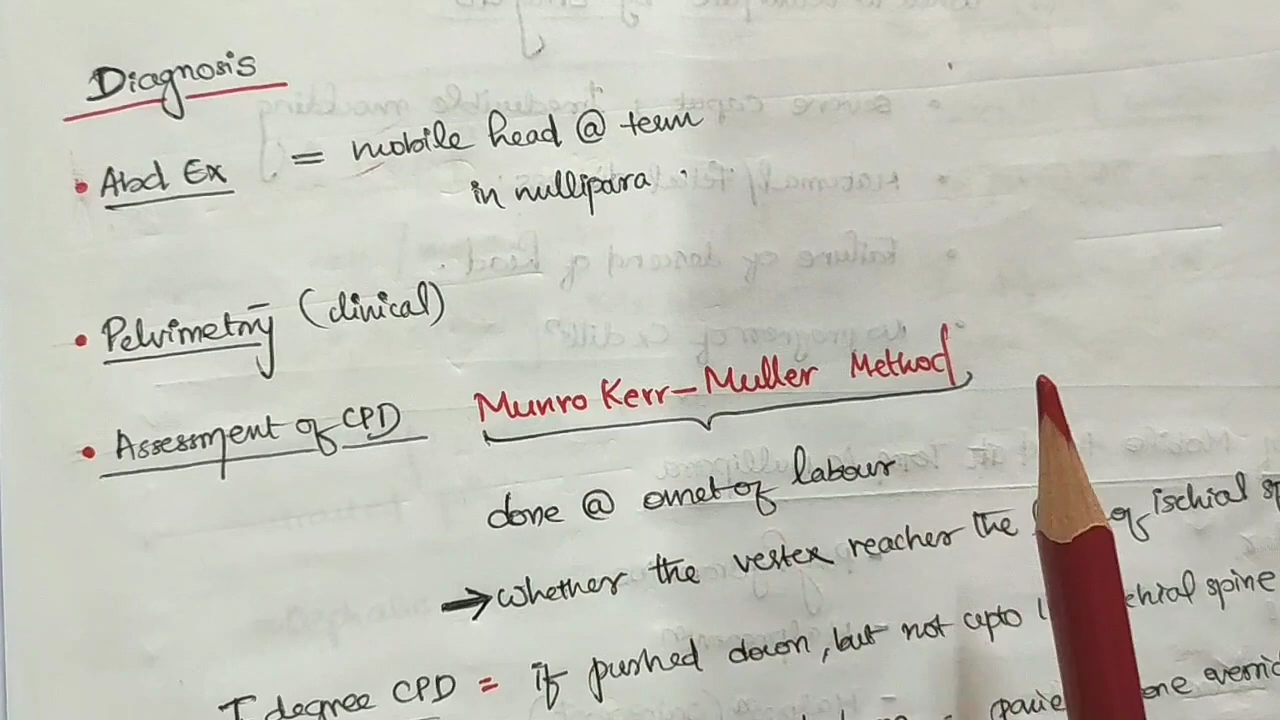 Diagnosis
• Abd Ex = mobile head @ term
in nullipara
• Pelvimetry (clinical)
• Assessment of CPD Munro Kerr-Muller Method
done @ onset of labour
→ whether the vertex reaches the of ischial
I degree CPD = if pushed down, but not upto spine